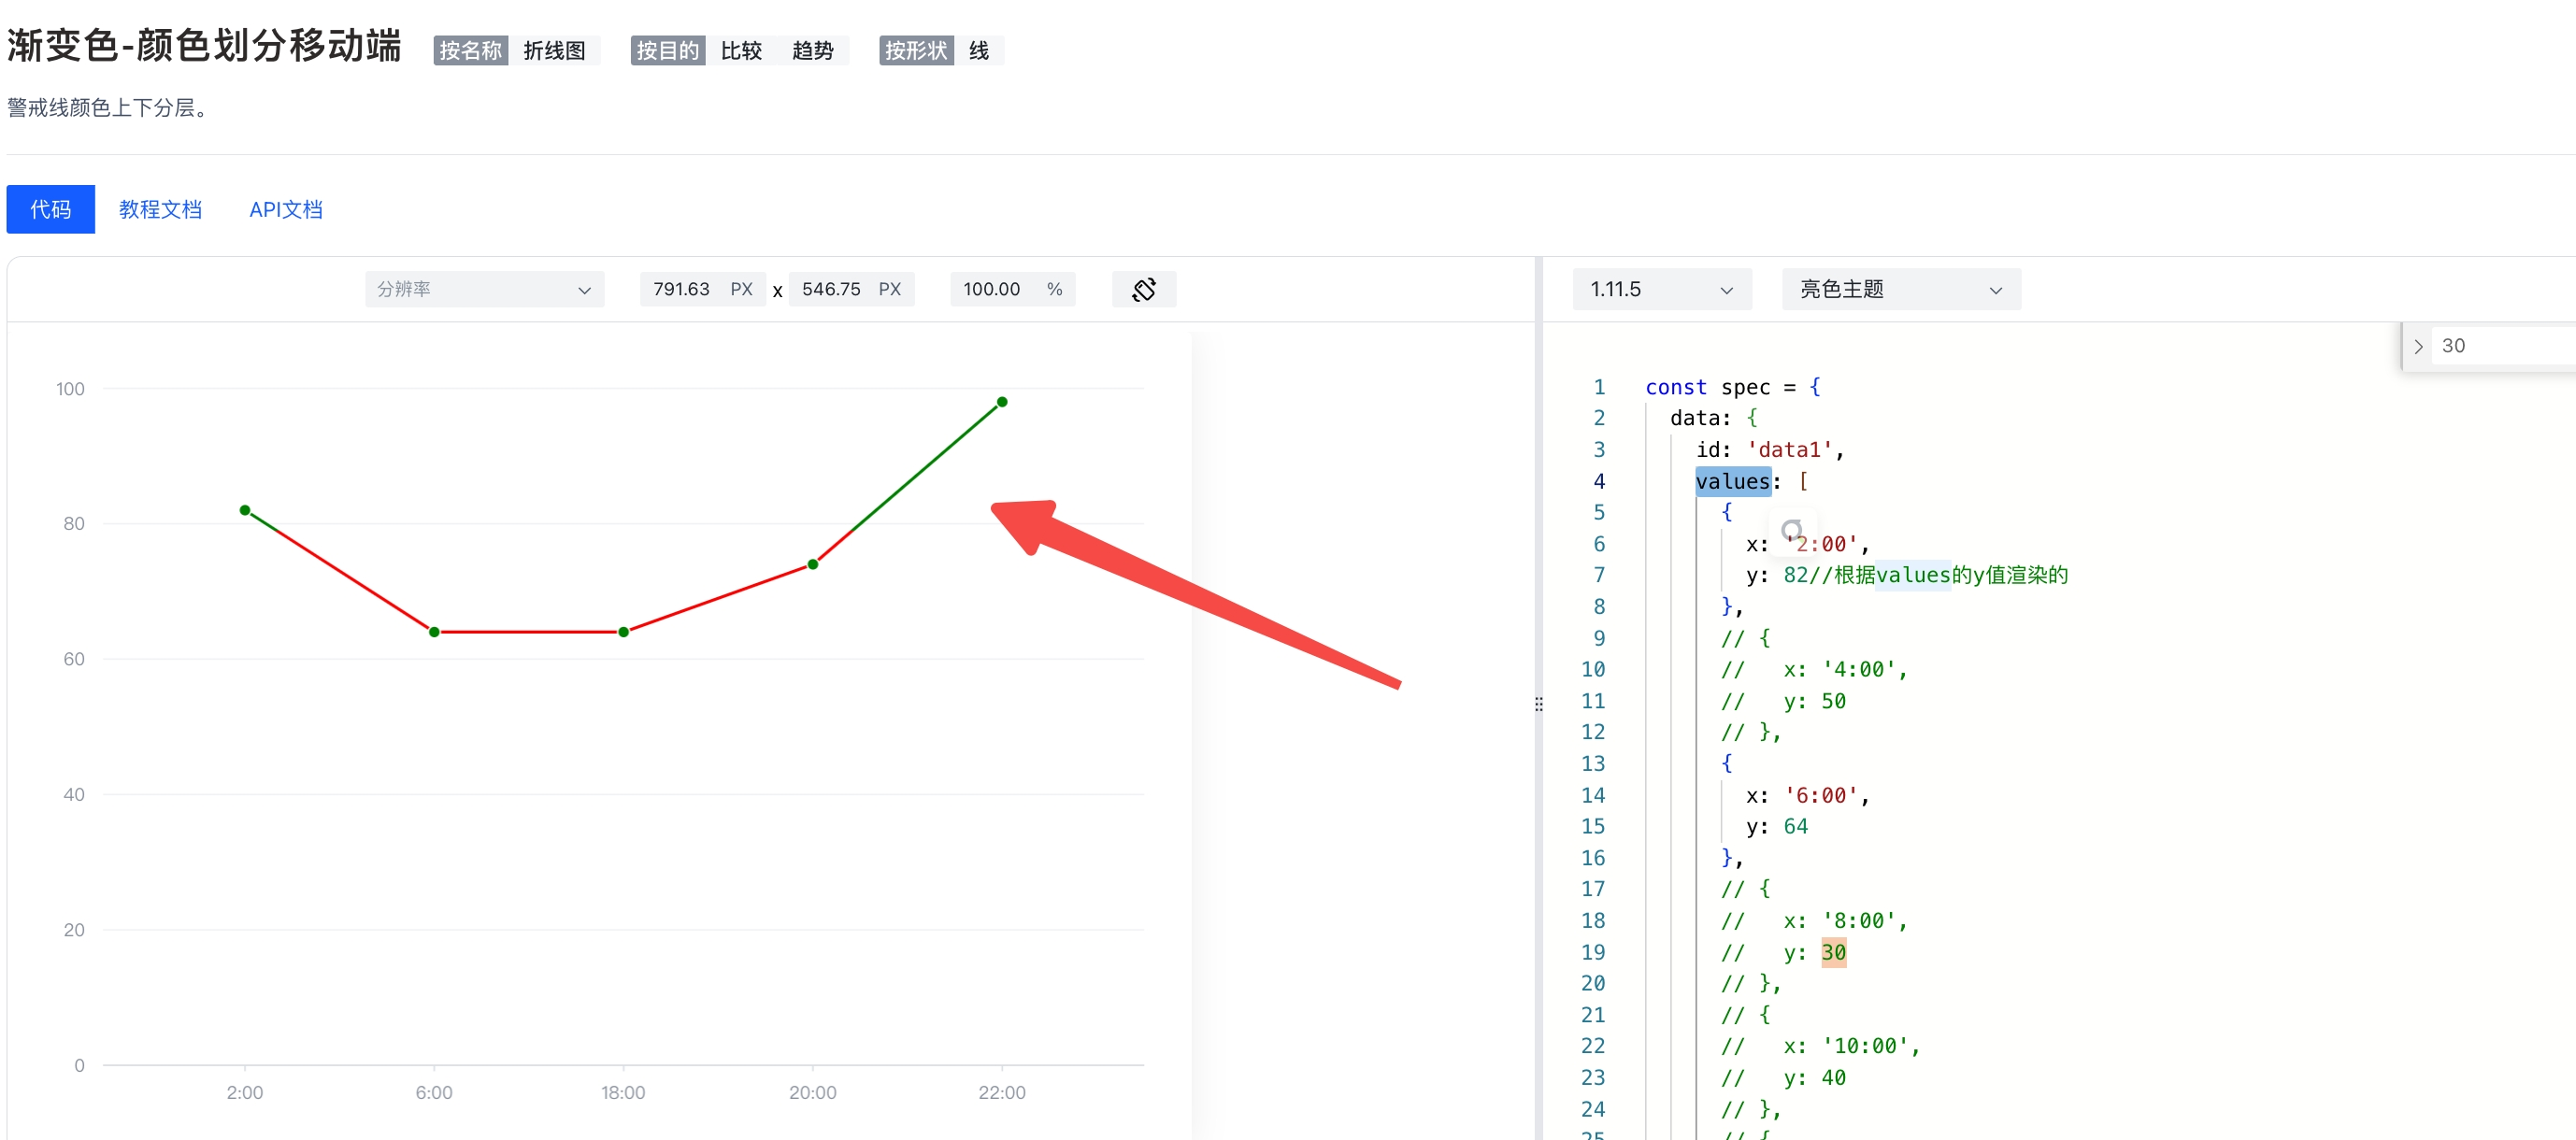 渐变色-颜色划分移动端 按名称 折线图 按目的 比较 趋势 按形状 线
警戒线颜色上下分层。
代码 教程文档 API文档
分辨率 791.63 PX x 546.75 PX 100.00 %
1.11.5 亮色主题
30
100
80
60
40
20
0
2:00 6:00 18:00 20:00 22:00
1 const spec = {
2 data: {
3 id: 'data1',
4 values: [
5 {
6 x: '2:00',
7 y: 82//根据values的y值渲染的
8 },
9 // {
10 // x: '4:00',
11 // y: 50
12 // },
13 {
14 x: '6:00',
15 y: 64
16 },
17 // {
18 // x: '8:00',
19 // y: 30
20 // },
21 // {
22 // x: '10:00',
23 // y: 40
24 // },
25 // {